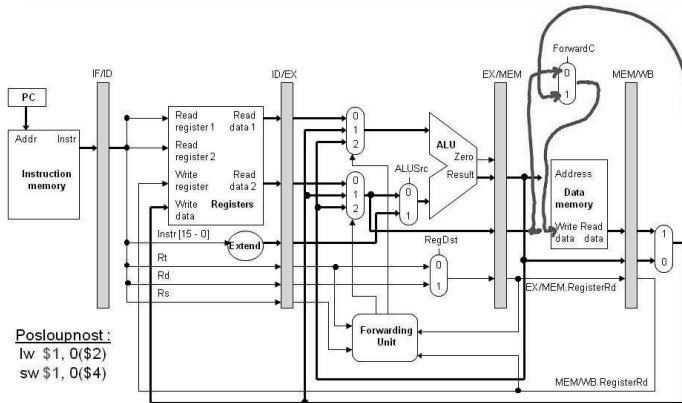 ForwardC
0
1
IF/ID
ID/EX
EX/MEM
MEM/WB
PC
Addr Instr
Instruction
memory
Read
register 1
Read
data 1
Read
register 2
Write
register
Read
data 2
Write
data
Registers
0
1
2
0
1
2
ALUSrc
0
1
ALU
Zero
Result
Address
Data
memory
Write
data
Read
data
1
0
Instr [15 - 0]
Extend
RegDst
0
1
Rt
Rd
Rs
EX/MEM.RegisterRd
Forwarding
Unit
MEM/WB.RegisterRd
Posloupnost :
lw $1, 0($2)
sw $1, 0($4)